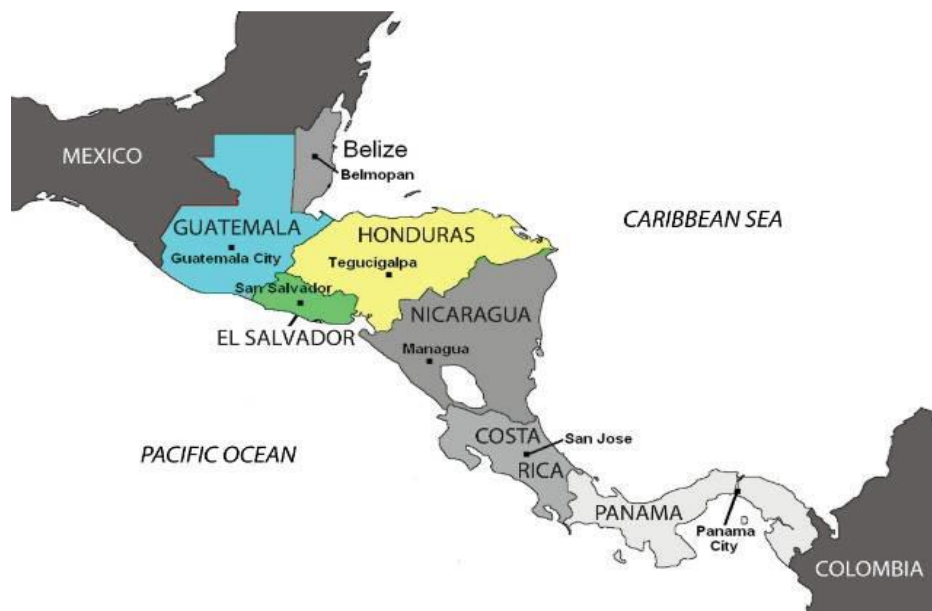 MEXICO
Belize
Belmopan
CARIBBEAN SEA
GUATEMALA
Guatemala City
HONDURAS
Tegucigalpa
San Salvador
EL SALVADOR
NICARAGUA
Managua
PACIFIC OCEAN
COSTA
RICA
San Jose
PANAMA
Panama
City
COLOMBIA